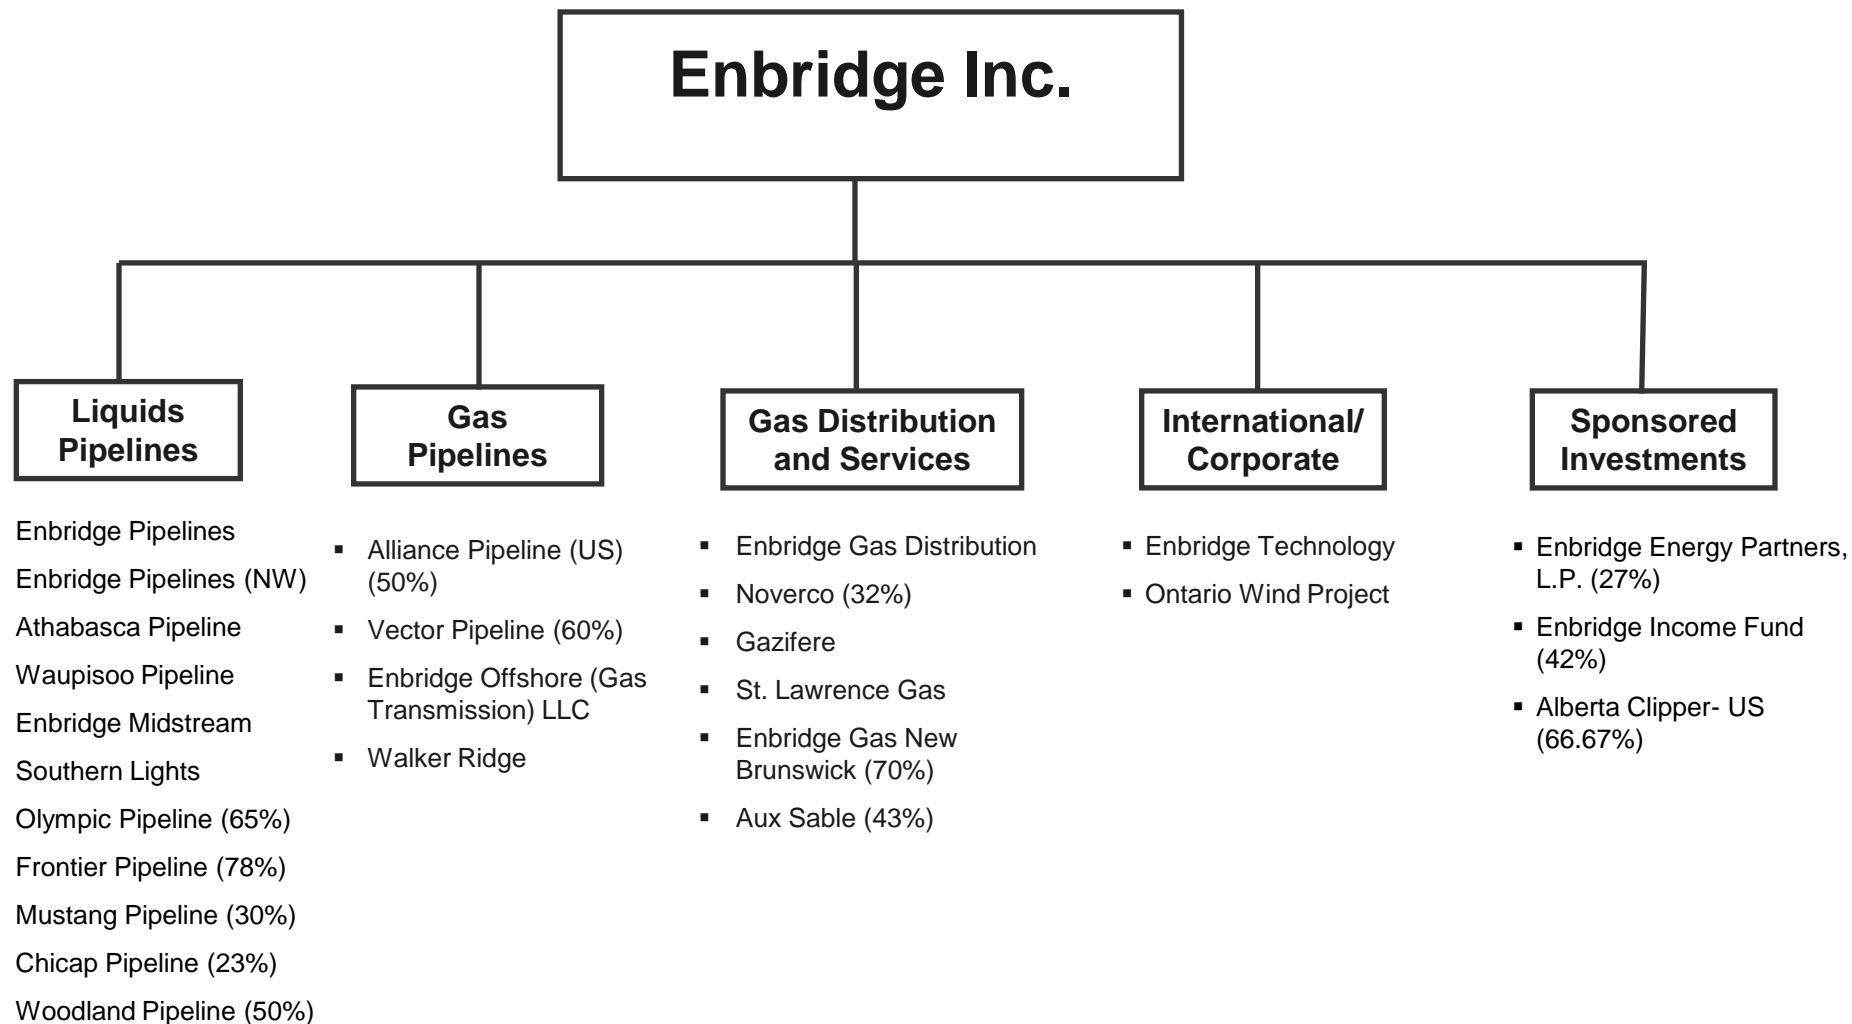 Enbridge Inc.
Liquids
Pipelines
Enbridge Pipelines
Enbridge Pipelines (NW)
Athabasca Pipeline
Waupisoo Pipeline
Enbridge Midstream
Southern Lights
Olympic Pipeline (65%)
Frontier Pipeline (78%)
Mustang Pipeline (30%)
Chicap Pipeline (23%)
Woodland Pipeline (50%)
Gas
Pipelines
▪ Alliance Pipeline (US)
(50%)
▪ Vector Pipeline (60%)
▪ Enbridge Offshore (Gas
Transmission) LLC
▪ Walker Ridge
Gas Distribution
and Services
▪ Enbridge Gas Distribution
▪ Noverco (32%)
▪ Gazifere
▪ St. Lawrence Gas
▪ Enbridge Gas New
Brunswick (70%)
▪ Aux Sable (43%)
International/
Corporate
▪ Enbridge Technology
▪ Ontario Wind Project
Sponsored
Investments
▪ Enbridge Energy Partners,
L.P. (27%)
▪ Enbridge Income Fund
(42%)
▪ Alberta Clipper- US
(66.67%)